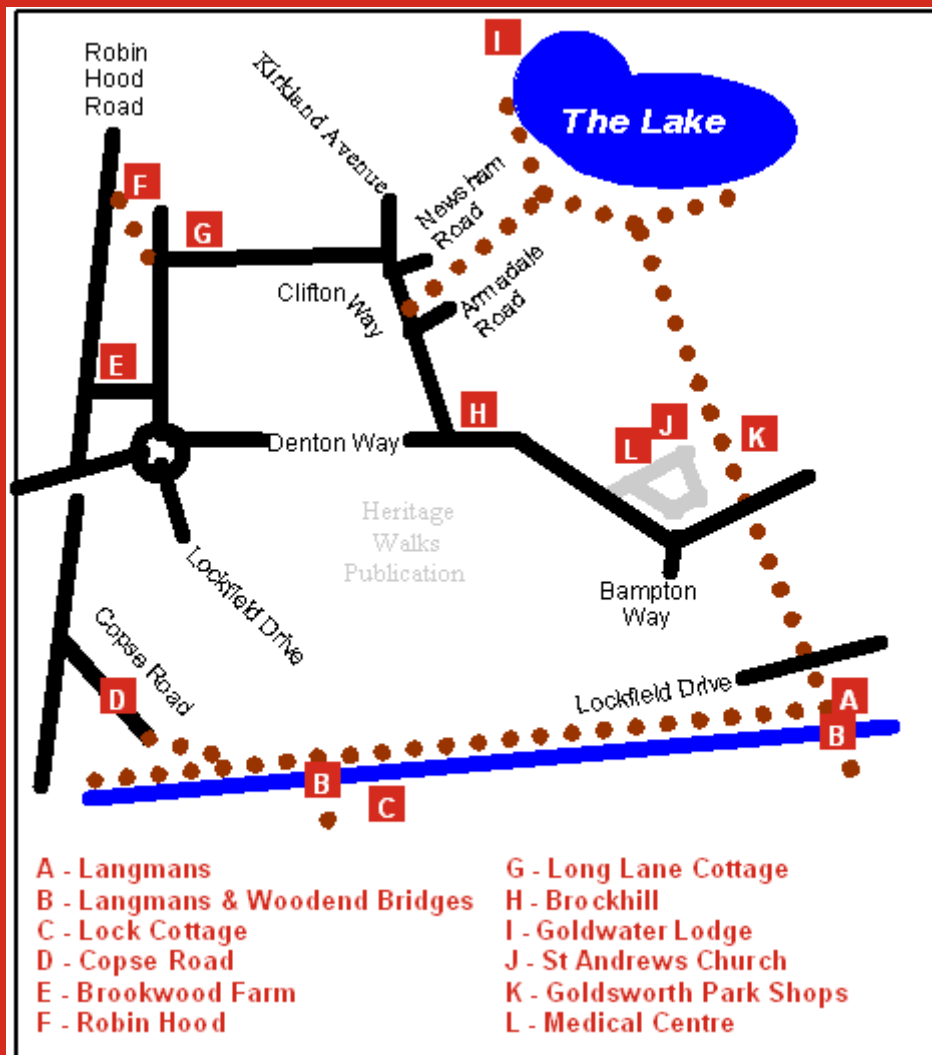 Robin
Hood
Road
Kirkland Avenue
I
The Lake
F
G
Newsham
Road
Clifton Way
Armadale
Road
E
H
J
L
K
Denton Way
Heritage
Walks
Publication
Lockfield Drive
Bampton
Way
Copse Road
D
Lockfield Drive
A
B
B
C
A - Langmans
B - Langmans & Woodend Bridges
C - Lock Cottage
D - Copse Road
E - Brookwood Farm
F - Robin Hood
G - Long Lane Cottage
H - Brockhill
I - Goldwater Lodge
J - St Andrews Church
K - Goldsworth Park Shops
L - Medical Centre